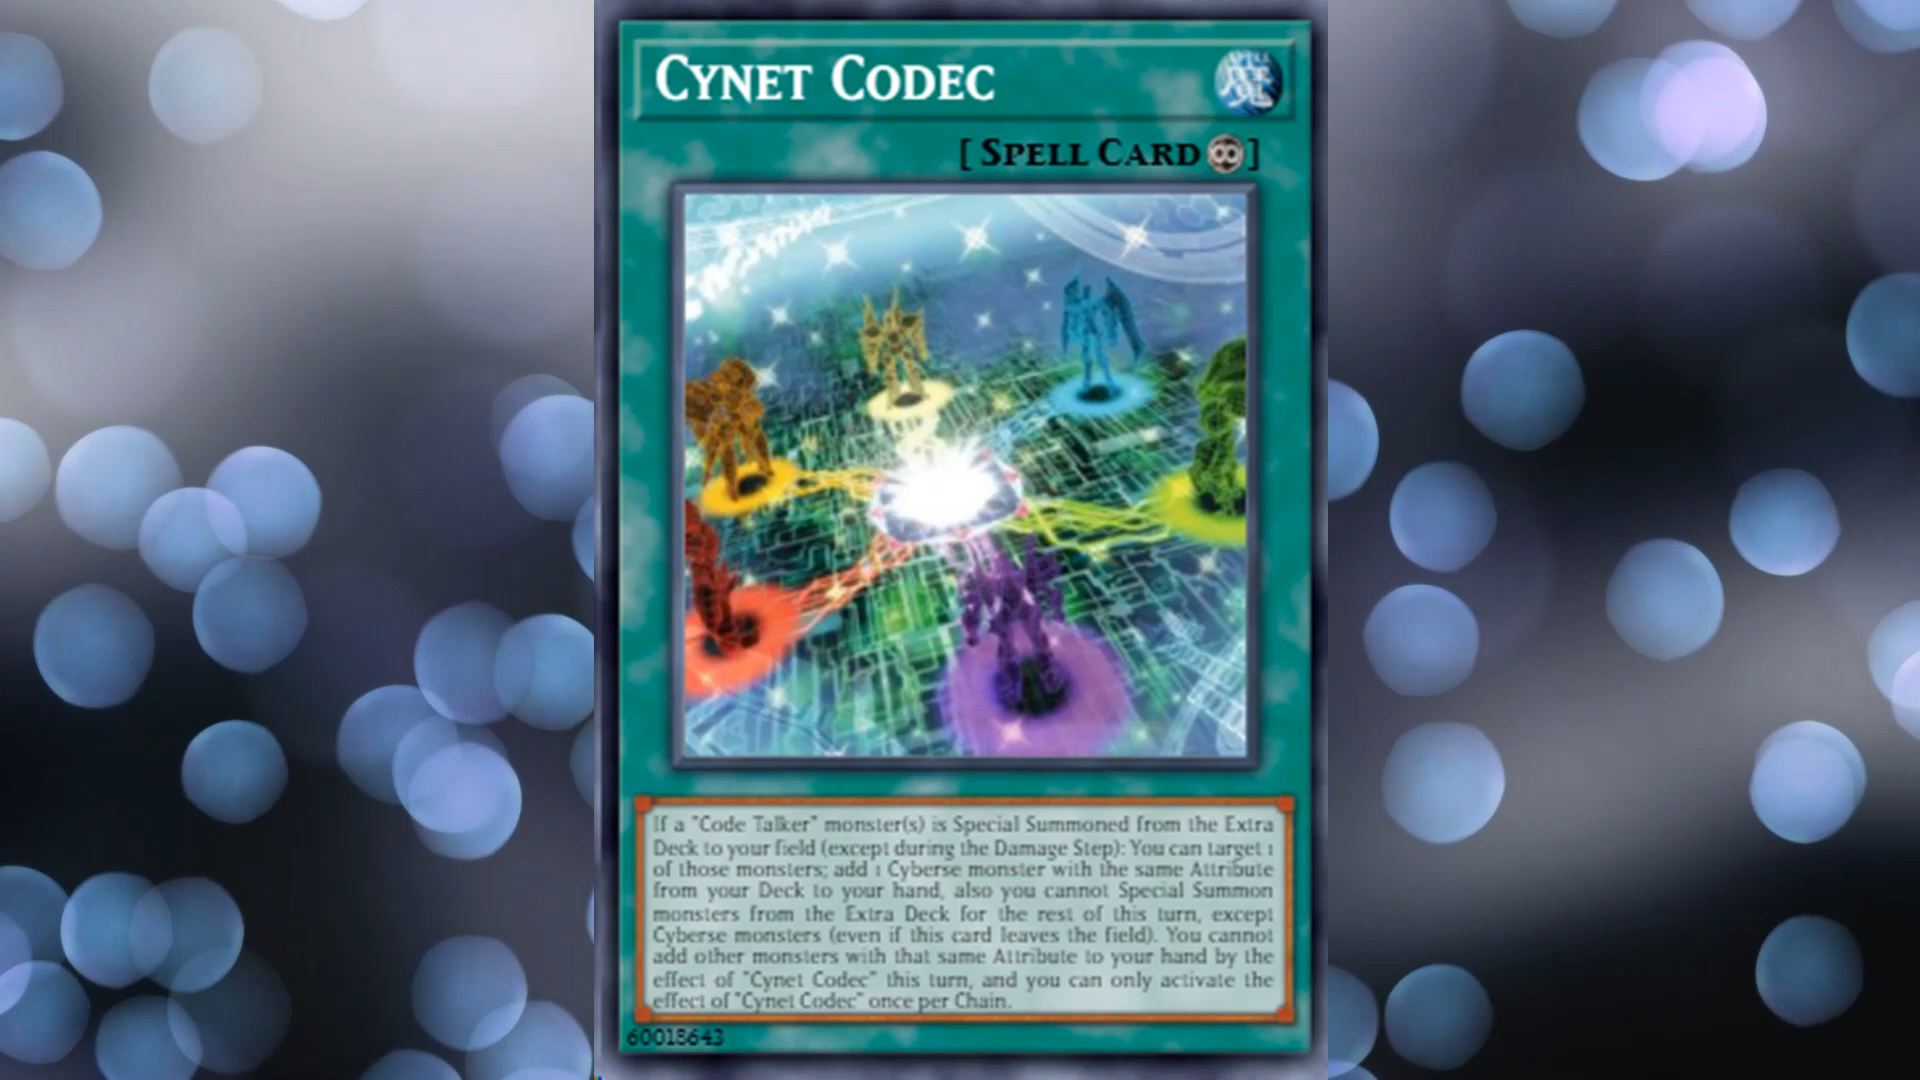 CYNET CODEC
[ SPELL CARD ]
If a "Code Talker" monster(s) is Special Summoned from the Extra
Deck to your field (except during the Damage Step): You can target 1
of those monsters; add 1 Cyberse monster with the same Attribute
from your Deck to your hand, also you cannot Special Summon
monsters from the Extra Deck for the rest of this turn, except
Cyberse monsters (even if this card leaves the field). You cannot
add other monsters with that same Attribute to your hand by the
effect of "Cynet Codec" this turn, and you can only activate the
effect of "Cynet Codec" once per Chain.
60018643